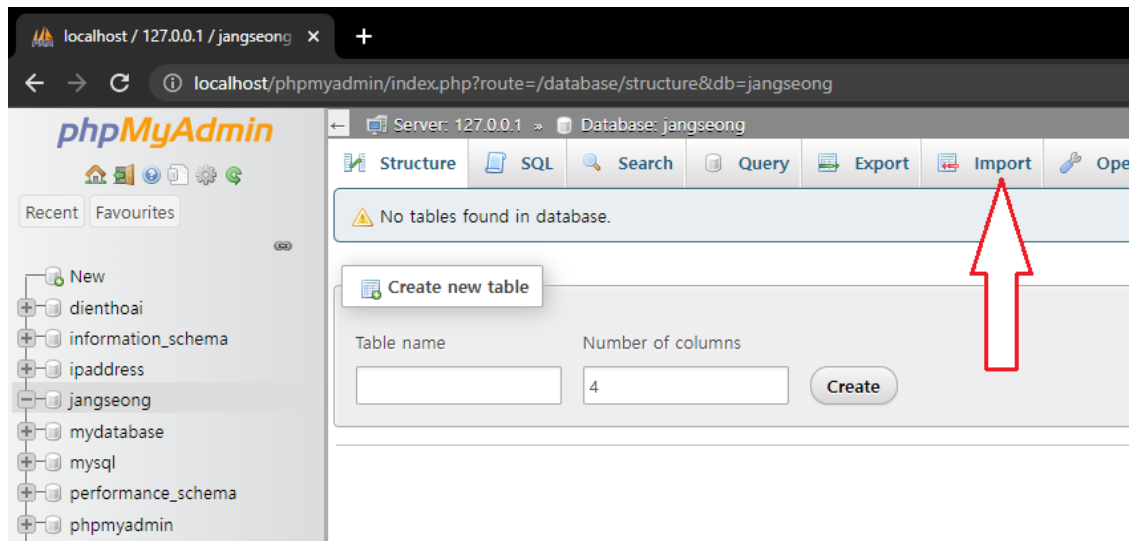 localhost / 127.0.0.1 / jangseong
localhost/phpmyadmin/index.php?route=/database/structure&db=jangseong
phpMyAdmin
Recent Favourites
New
dienthoai
information_schema
ipaddress
jangseong
mydatabase
mysql
performance_schema
phpmyadmin
Server: 127.0.0.1 » Database: jangseong
Structure SQL Search Query Export Import Ope
No tables found in database.
Create new table
Table name Number of columns
4 Create